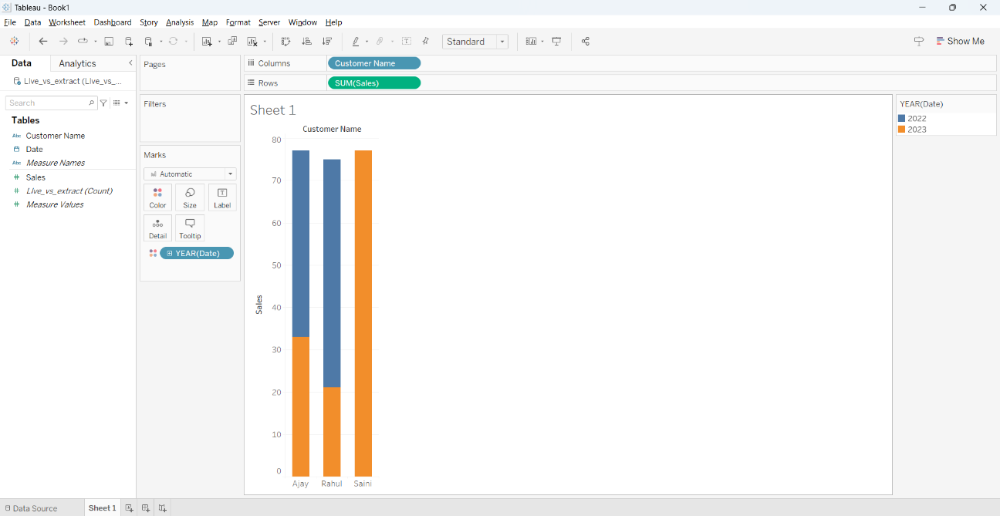 Tableau - Book1
File Data Worksheet Dashboard Story Analysis Map Format Server Window Help
Standard
Show Me
Data Analytics
LIve_vs_extract (LIve_vs_...
Search
Tables
Abc Customer Name
Date
Abc Measure Names
# Sales
# LIve_vs_extract (Count)
# Measure Values
Pages
Filters
Marks
Automatic
Color Size Label
Detail Tooltip
YEAR(Date)
Columns Customer Name
Rows SUM(Sales)
Sheet 1
Customer Name
80
70
60
50
40
30
20
10
0
Sales
Ajay Rahul Saini
YEAR(Date)
2022
2023
Data Source Sheet 1